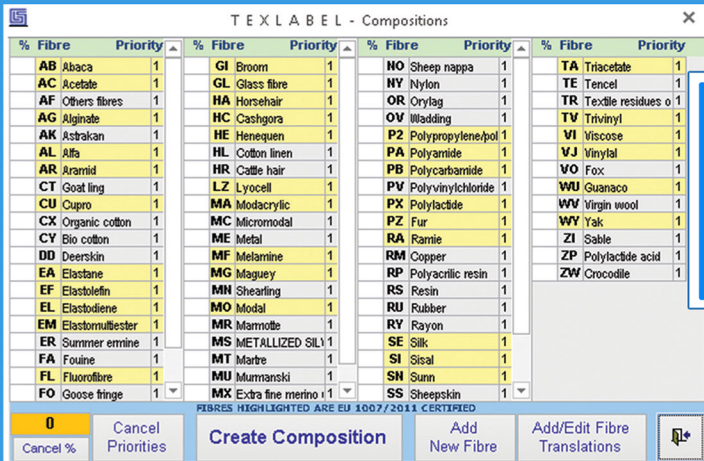 TEXLABEL - Compositions
% Fibre Priority
AB Abaca 1
AC Acetate 1
AF Others fibres 1
AG Alginate 1
AK Astrakan 1
AL Alfa 1
AR Aramid 1
CT Goat ling 1
CU Cupro 1
CX Organic cotton 1
CY Bio cotton 1
DD Deerskin 1
EA Elastane 1
EF Elastolefin 1
EL Elastodiene 1
EM Elastomultiester 1
ER Summer ermine 1
FA Fouine 1
FL Fluorofibre 1
FO Goose fringe 1
% Fibre Priority
GI Broom 1
GL Glass fibre 1
HA Horsehair 1
HC Cashgora 1
HE Henequen 1
HL Cotton linen 1
HR Cattle hair 1
LZ Lyocell 1
MA Modacrylic 1
MC Micromodal 1
ME Metal 1
MF Melamine 1
MG Maguey 1
MN Shearling 1
MO Modal 1
MR Marmotte 1
MS METALLIZED SILV 1
MT Martre 1
MU Murmanski 1
MX Extra fine merino 1
% Fibre Priority
NO Sheep nappa 1
NY Nylon 1
OR Orylag 1
OV Wadding 1
P2 Polypropylene/pol 1
PA Polyamide 1
PB Polycarbamide 1
PV Polyvinylchloride 1
PX Polylactide 1
PZ Fur 1
RA Ramie 1
RM Copper 1
RP Polyacrilic resin 1
RS Resin 1
RU Rubber 1
RY Rayon 1
SE Silk 1
SI Sisal 1
SN Sunn 1
SS Sheepskin 1
% Fibre Priority
TA Triacetate 1
TE Tencel 1
TR Textile residues o 1
TV Trivinyl 1
VI Viscose 1
VJ Vinylal 1
VO Fox 1
WU Guanaco 1
WV Virgin wool 1
WY Yak 1
ZI Sable 1
ZP Polylactide acid 1
ZW Crocodile 1
FIBRES HIGHLIGHTED ARE EU 1007/2011 CERTIFIED
0
Cancel %
Cancel
Priorities
Create Composition
Add
New Fibre
Add/Edit Fibre
Translations